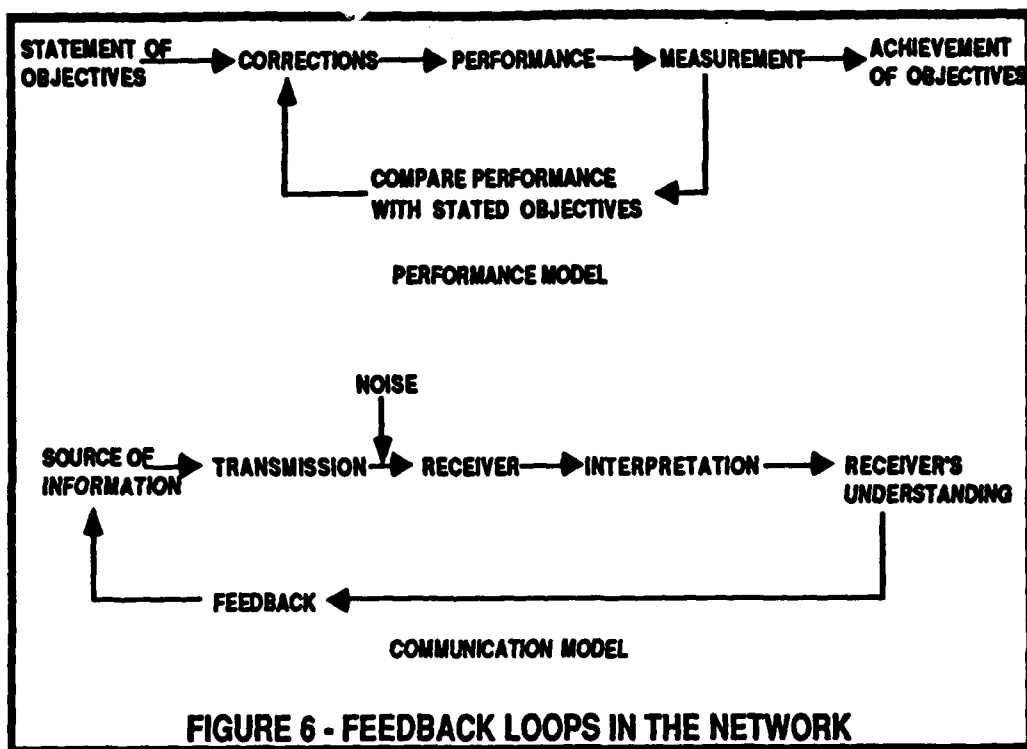 STATEMENT OF
OBJECTIVES
CORRECTIONS
PERFORMANCE
MEASUREMENT
ACHIEVEMENT
OF OBJECTIVES
COMPARE PERFORMANCE
WITH STATED OBJECTIVES
PERFORMANCE MODEL
NOISE
SOURCE OF
INFORMATION
TRANSMISSION
RECEIVER
INTERPRETATION
RECEIVER'S
UNDERSTANDING
FEEDBACK
COMMUNICATION MODEL
FIGURE 6 - FEEDBACK LOOPS IN THE NETWORK